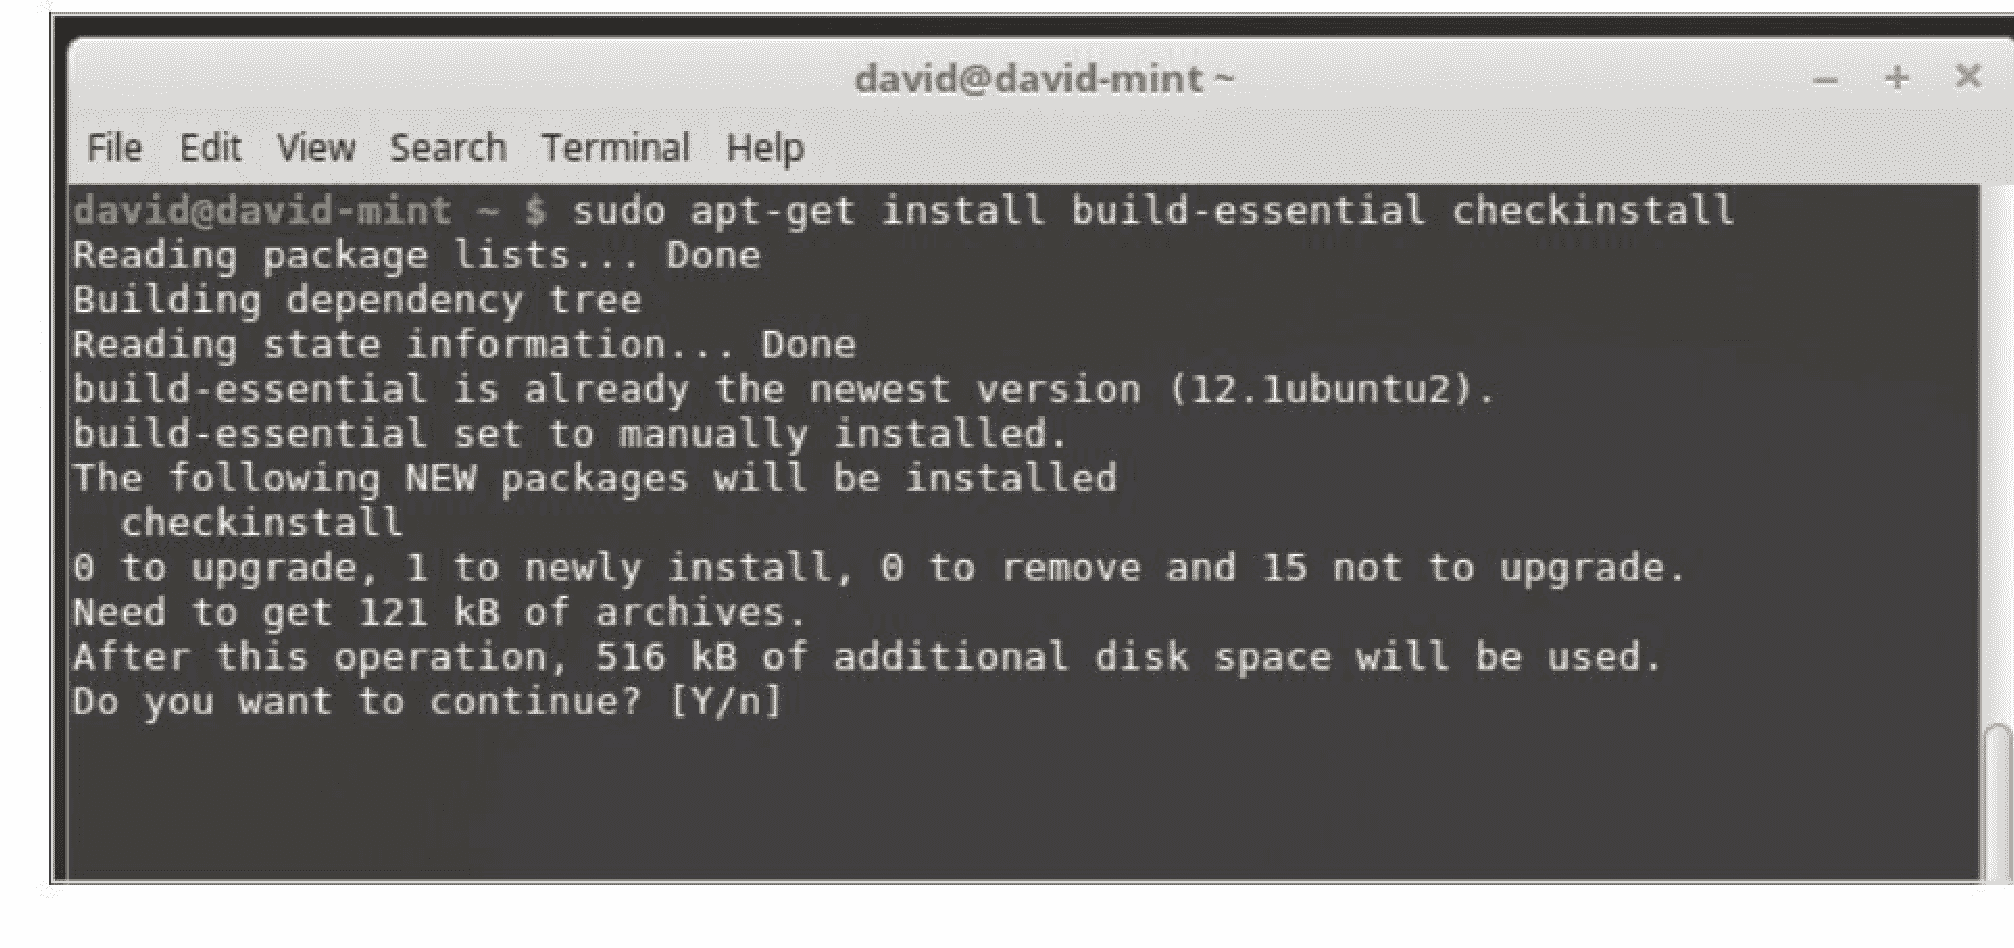 david@david-mint ~
File Edit View Search Terminal Help
david@david-mint ~ $ sudo apt-get install build-essential checkinstall
Reading package lists... Done
Building dependency tree
Reading state information... Done
build-essential is already the newest version (12.1ubuntu2).
build-essential set to manually installed.
The following NEW packages will be installed
  checkinstall
0 to upgrade, 1 to newly install, 0 to remove and 15 not to upgrade.
Need to get 121 kB of archives.
After this operation, 516 kB of additional disk space will be used.
Do you want to continue? [Y/n]